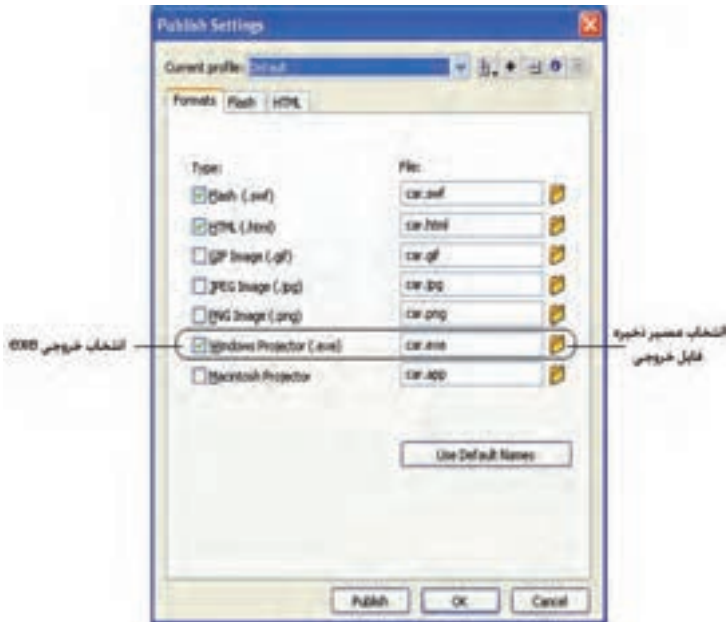 Publish Settings
Current profile: Default
Formats Flash HTML
Type: File:
Flash (.swf) car.swf
HTML (.html) car.html
GIF Image (.gif) car.gif
JPEG Image (.jpg) car.jpg
PNG Image (.png) car.png
Windows Projector (.exe) car.exe
Macintosh Projector car.app
انتخاب خروجی exe
انتخاب مسیر ذخیره
فایل خروجی
Use Default Names
Publish OK Cancel